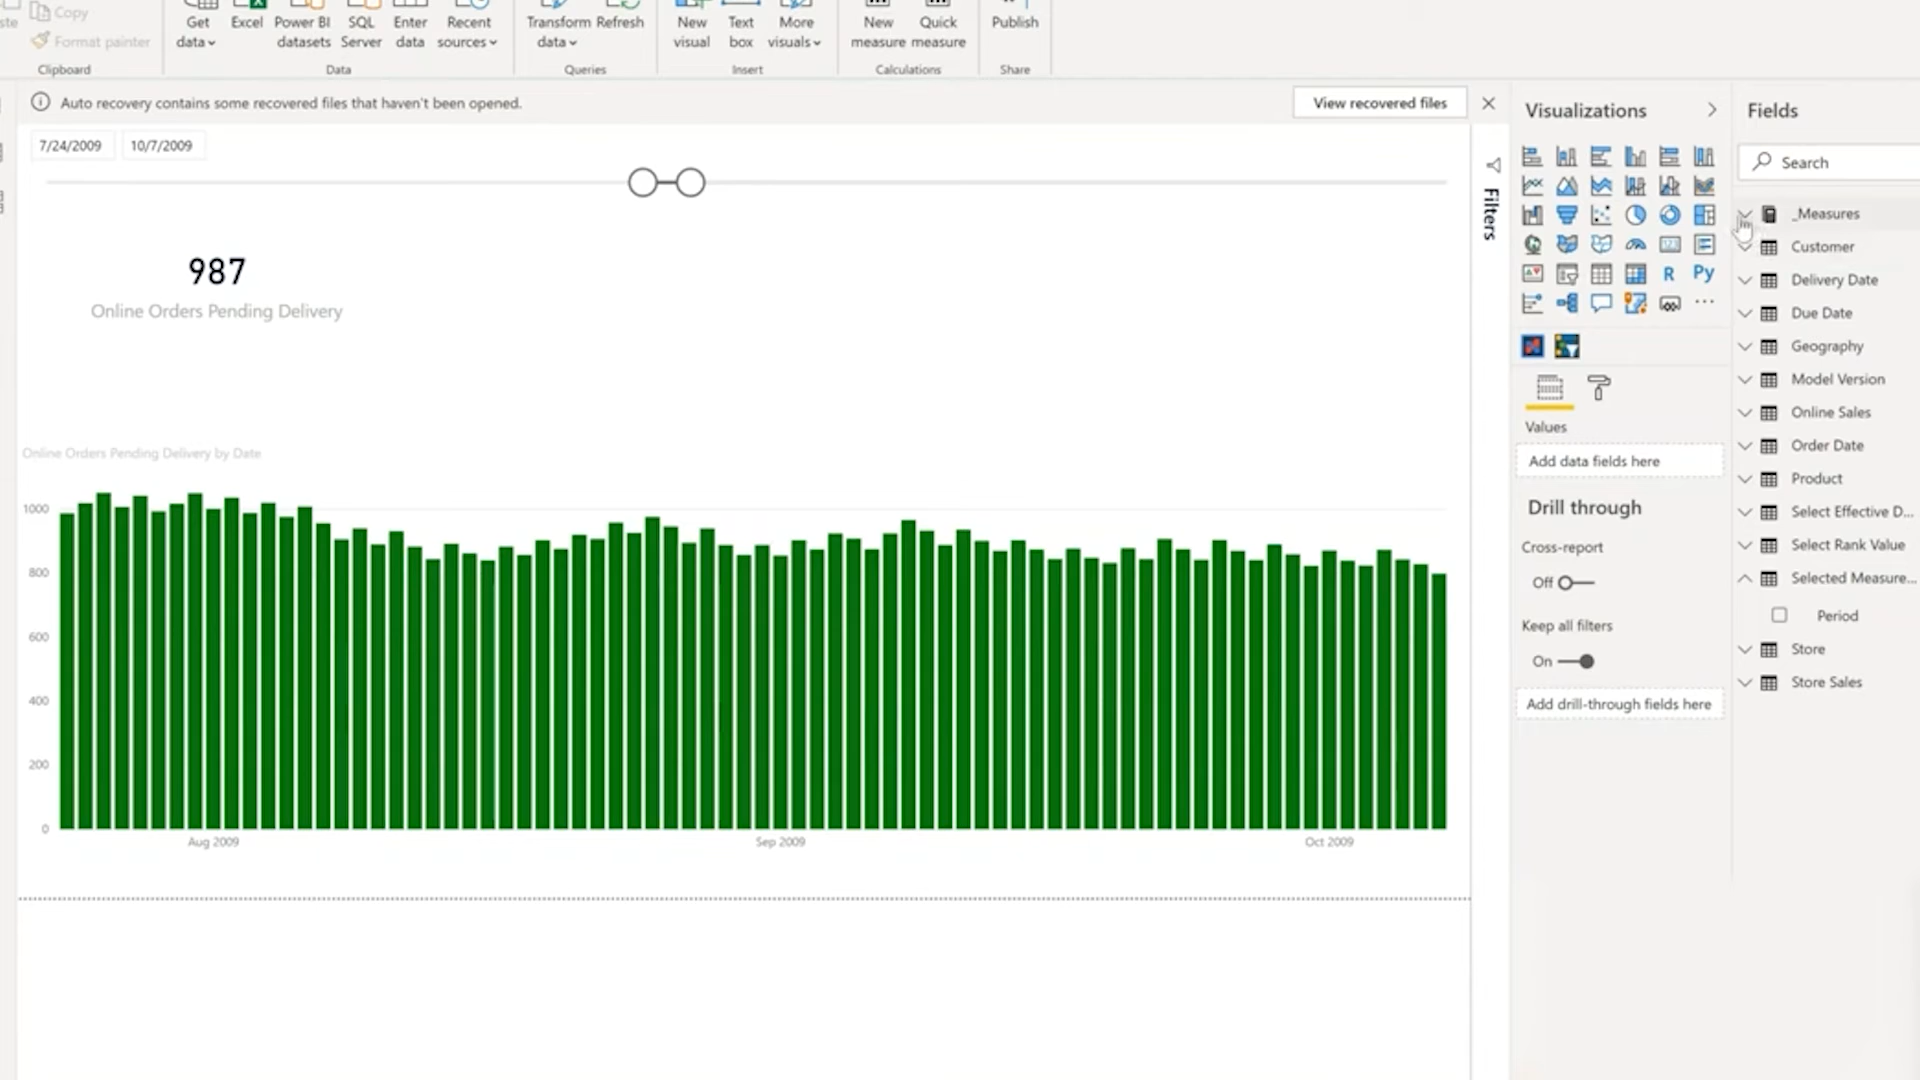 Copy
Format painter
Clipboard
Get data
Excel
Power BI datasets
SQL Server
Enter data
Recent sources
Data
Transform data
Refresh
Queries
New visual
Text box
More visuals
Insert
New measure
Quick measure
Calculations
Publish
Share
Auto recovery contains some recovered files that haven't been opened.
View recovered files
7/24/2009
10/7/2009
987
Online Orders Pending Delivery
Online Orders Pending Delivery by Date
1000
800
600
400
200
0
Aug 2009
Sep 2009
Oct 2009
Filters
Visualizations
R
Py
Values
Add data fields here
Drill through
Cross-report
Off
Keep all filters
On
Add drill-through fields here
Fields
Search
_Measures
Customer
Delivery Date
Due Date
Geography
Model Version
Online Sales
Order Date
Product
Select Effective D...
Select Rank Value
Selected Measure...
Period
Store
Store Sales